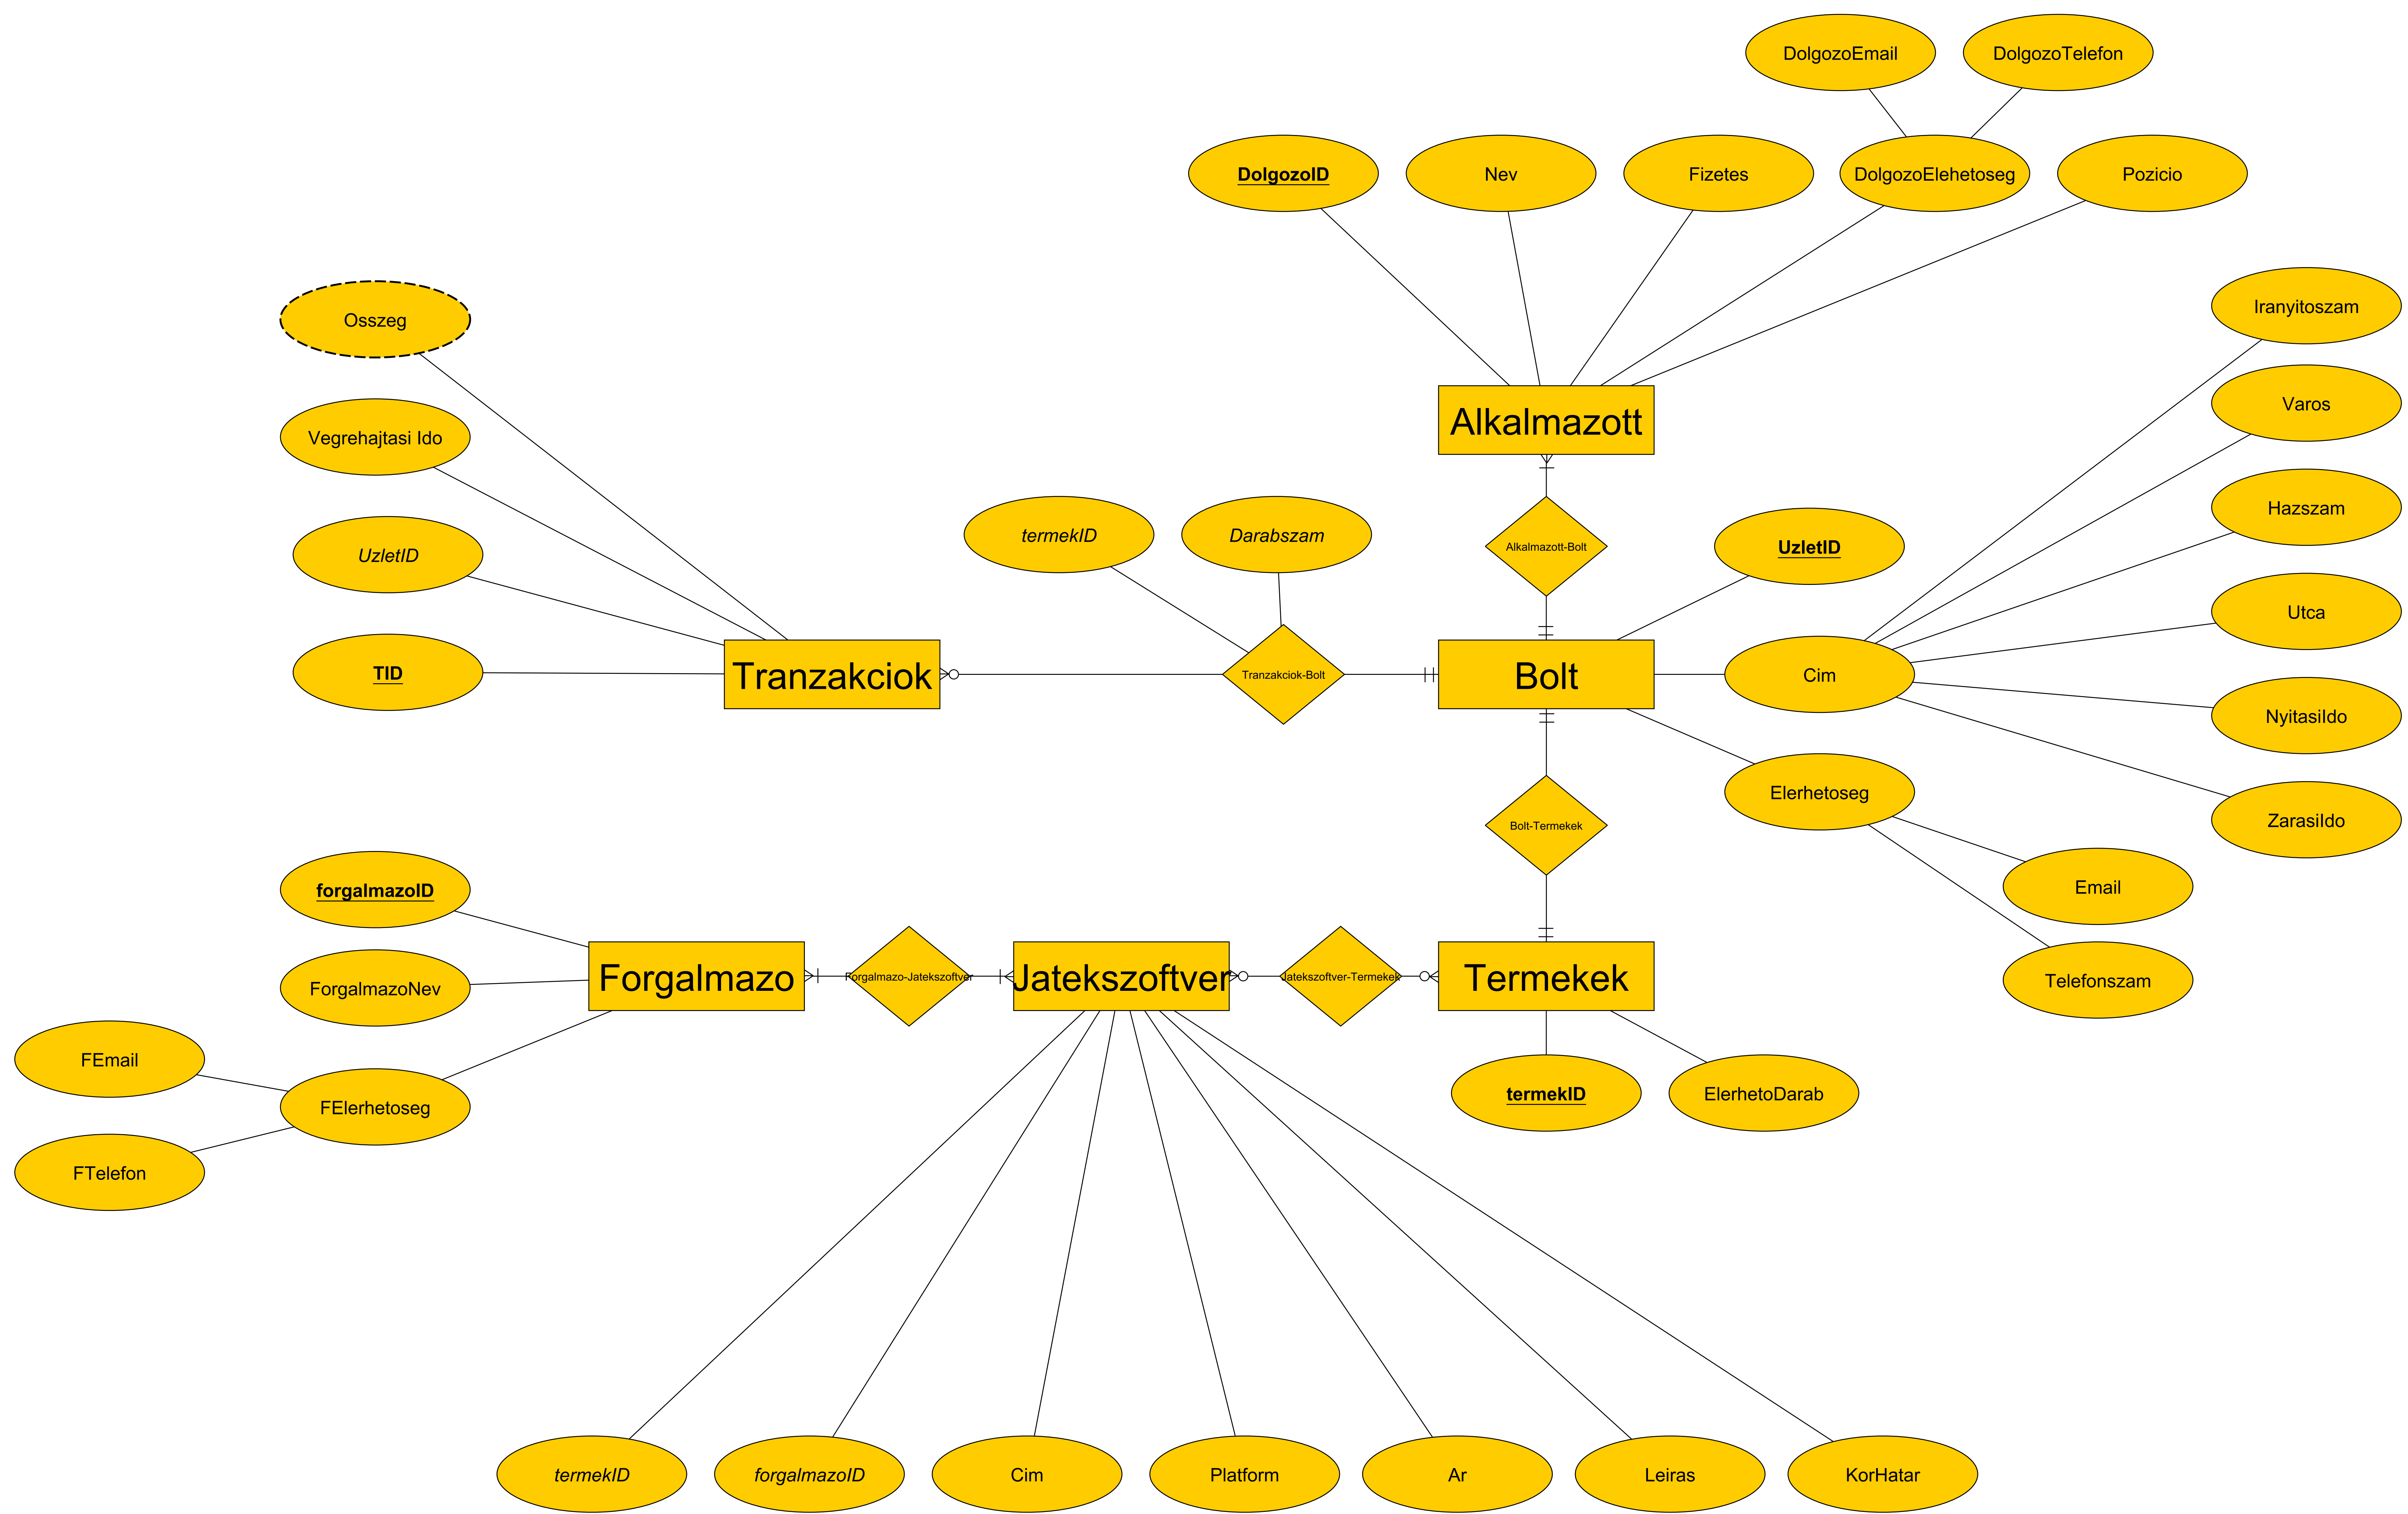 DolgozoEmail
DolgozoTelefon
DolgozoID
Nev
Fizetes
DolgozoElehetoseg
Pozicio
Osszeg
Iranyitoszam
Vegrehajtasi Ido
Alkalmazott
Varos
UzletID
termekID
Darabszam
Alkalmazott-Bolt
UzletID
Hazszam
Utca
TID
Tranzakciok
Tranzakciok-Bolt
Bolt
Cim
NyitasiIdo
Elerhetoseg
ZarasiIdo
Bolt-Termekek
forgalmazoID
Email
ForgalmazoNev
Forgalmazo
Forgalmazo-Jatekszoftver
Jatekszoftver
Jatekszoftver-Termekek
Termekek
Telefonszam
FEmail
FElerhetoseg
termekID
ElerhetoDarab
FTelefon
termekID
forgalmazoID
Cim
Platform
Ar
Leiras
KorHatar